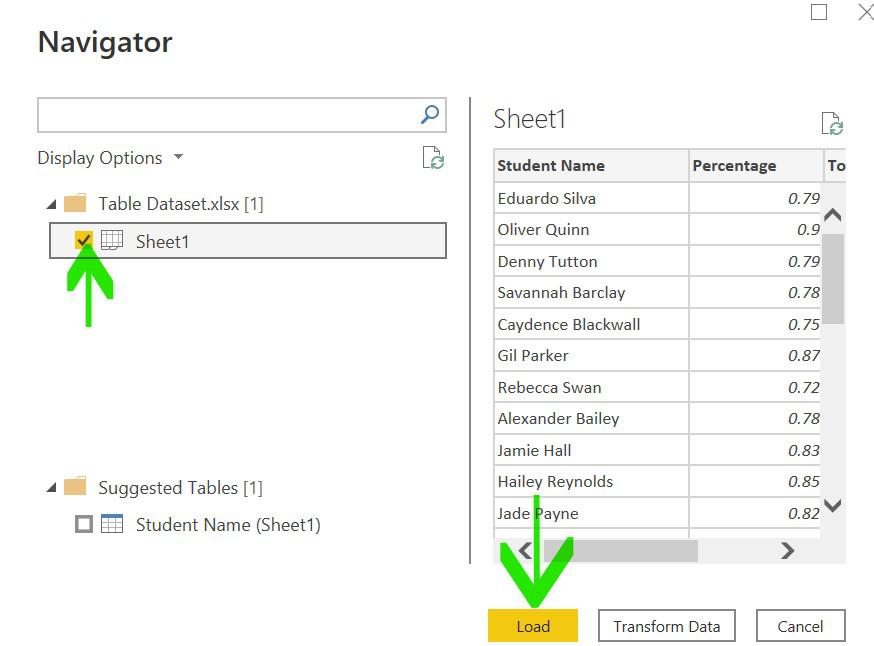 Navigator
Display Options
Table Dataset.xlsx [1]
Sheet1
Suggested Tables [1]
Student Name (Sheet1)
Sheet1
Student Name Percentage To
Eduardo Silva 0.79
Oliver Quinn 0.9
Denny Tutton 0.79
Savannah Barclay 0.78
Caydence Blackwall 0.75
Gil Parker 0.87
Rebecca Swan 0.72
Alexander Bailey 0.78
Jamie Hall 0.83
Hailey Reynolds 0.85
Jade Payne 0.82
Load Transform Data Cancel